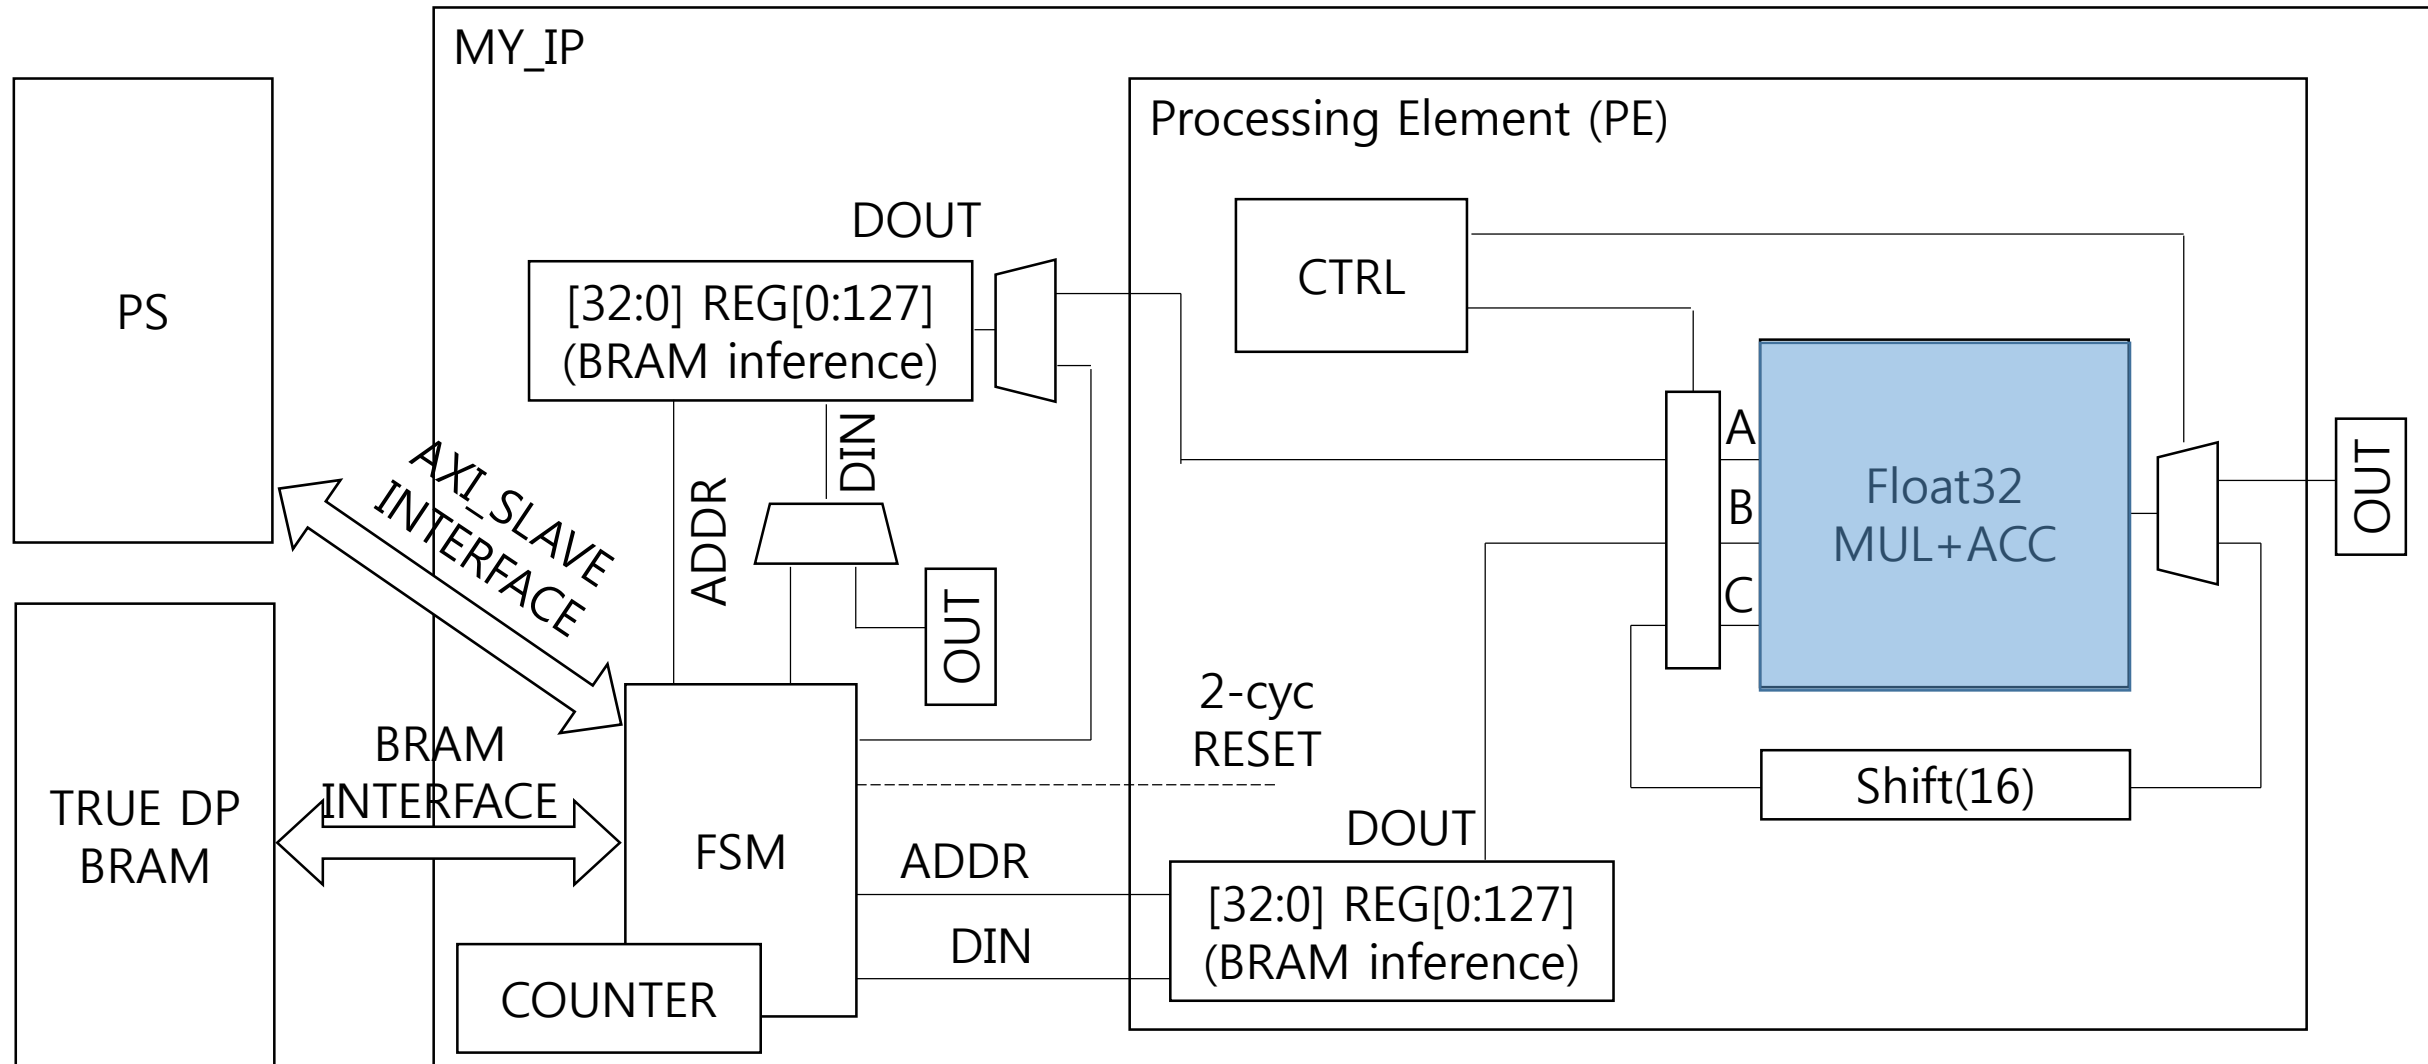 MY_IP
Processing Element (PE)
PS
DOUT
[32:0] REG[0:127]
(BRAM inference)
CTRL
AXI_SLAVE
INTERFACE
ADDR
DIN
OUT
A
B
C
Float32
MUL+ACC
OUT
2-cyc
RESET
Shift(16)
BRAM
INTERFACE
TRUE DP
BRAM
FSM
COUNTER
ADDR
DIN
DOUT
[32:0] REG[0:127]
(BRAM inference)